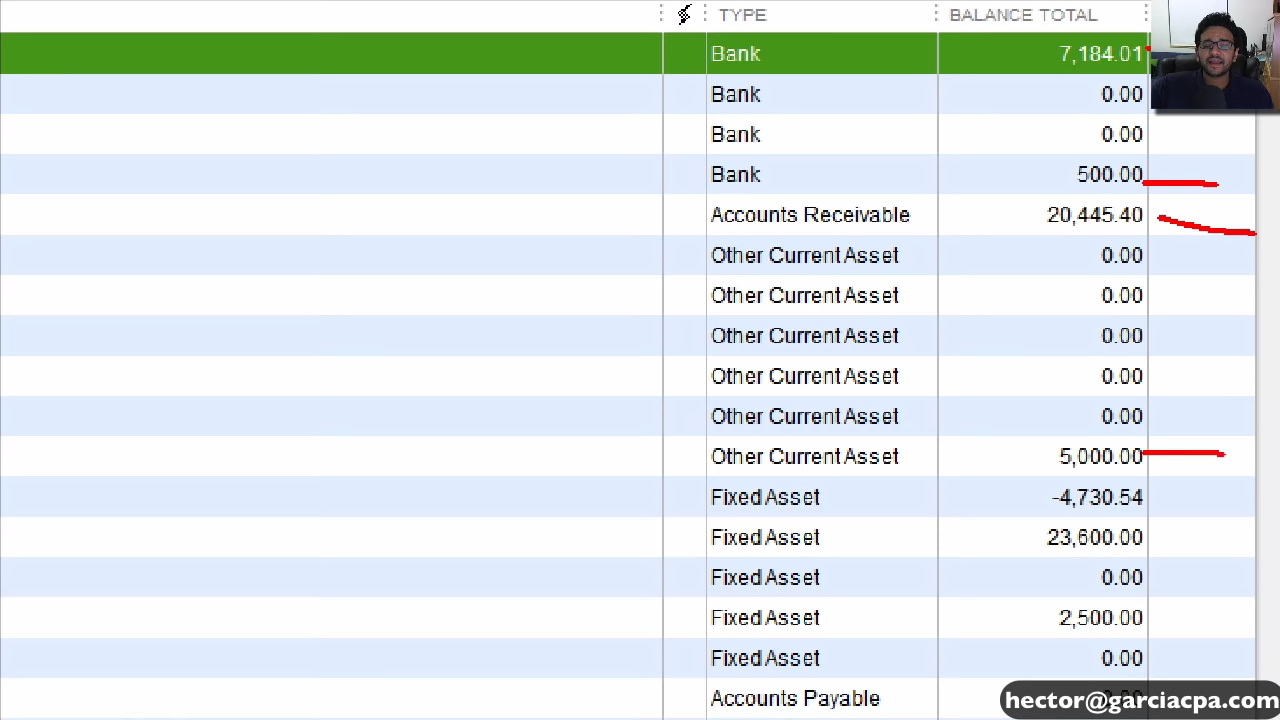 TYPE BALANCE TOTAL
Bank 7,184.01
Bank 0.00
Bank 0.00
Bank 500.00
Accounts Receivable 20,445.40
Other Current Asset 0.00
Other Current Asset 0.00
Other Current Asset 0.00
Other Current Asset 0.00
Other Current Asset 0.00
Other Current Asset 5,000.00
Fixed Asset -4,730.54
Fixed Asset 23,600.00
Fixed Asset 0.00
Fixed Asset 2,500.00
Fixed Asset 0.00
Accounts Payable
hector@garciacpa.com